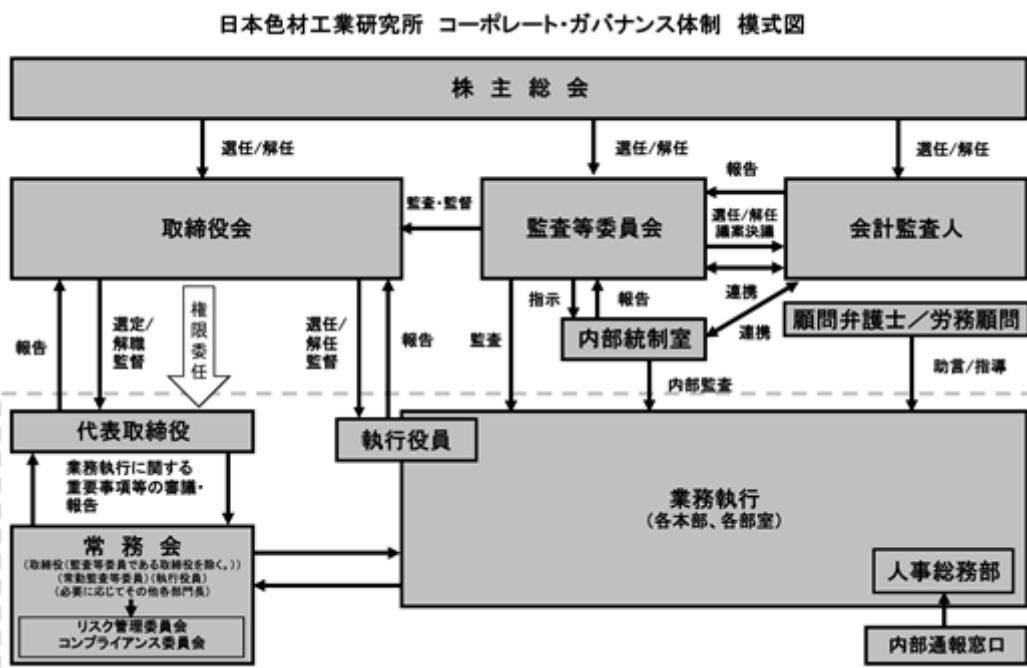 日本色材工業研究所 コーポレート・ガバナンス体制 模式図
株 主 総 会
選任/解任
選任/解任
選任/解任
取締役会
監査・監督
監査等委員会
報告
選任/解任
議案決議
連携
会計監査人
報告
選定/
解職
監督
権限委任
選任/
解任
監督
報告
監査
指示
報告
内部統制室
連携
顧問弁護士/労務顧問
内部監査
助言/指導
代表取締役
執行役員
業務執行に関する
重要事項等の審議・
報告
業務執行
(各本部、各部室)
常 務 会
(取締役(監査等委員である取締役を除く。))
(常勤監査等委員)(執行役員)
(必要に応じてその他各部門長)
リスク管理委員会
コンプライアンス委員会
人事総務部
内部通報窓口